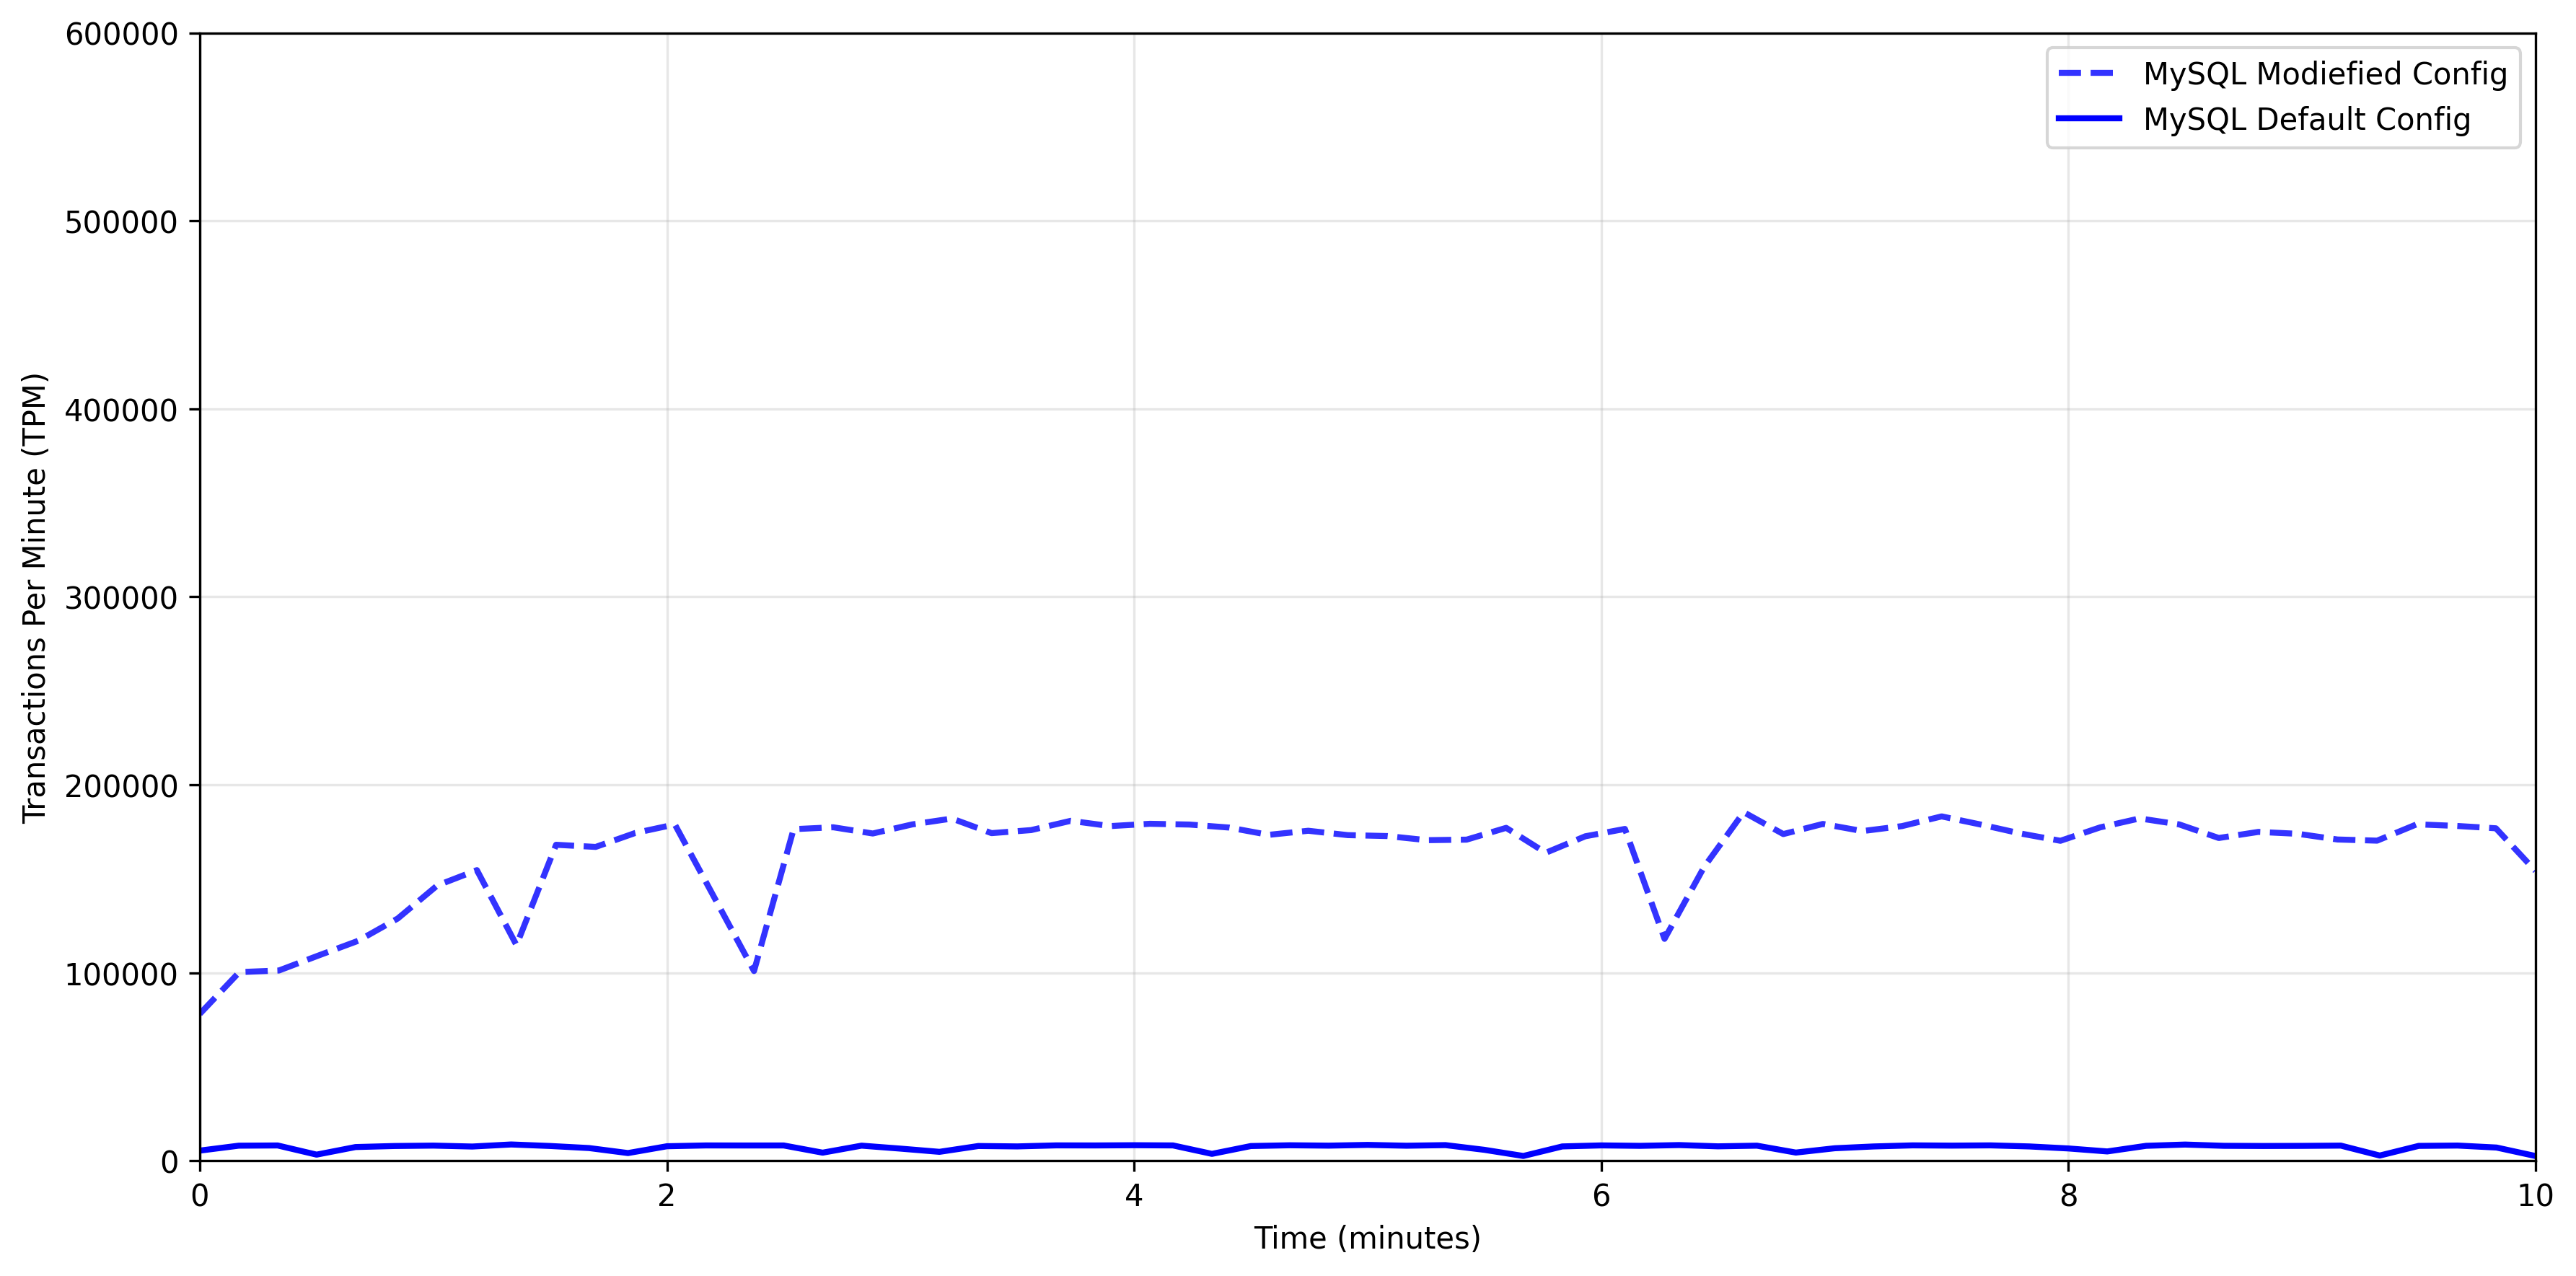 600000
MySQL Modiefied Config
MySQL Default Config
500000
400000
300000
200000
100000
0
Transactions Per Minute (TPM)
0 2 4 6 8 10
Time (minutes)